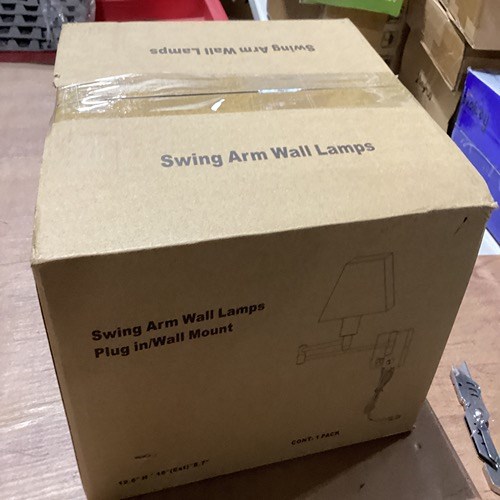 Swing Arm Wall Lamps
Swing Arm Wall Lamps
Swing Arm Wall Lamps
Plug in/Wall Mount
CONT: 1 PACK